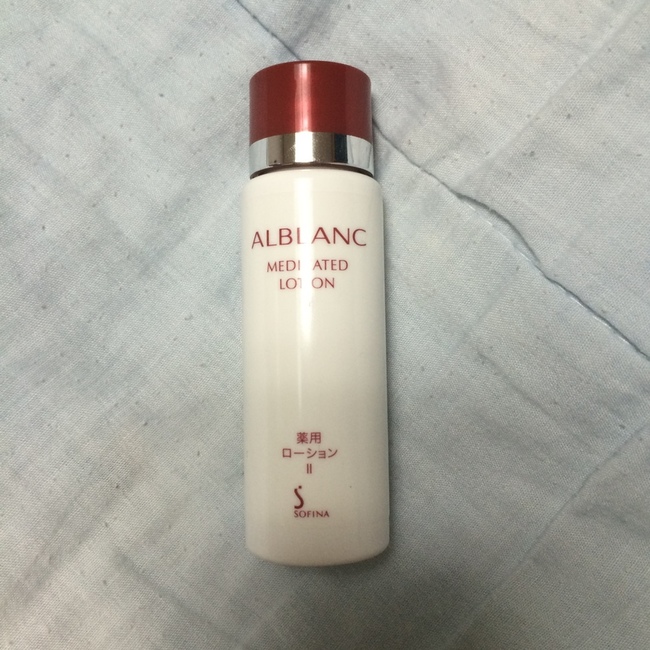 ALBLANC
MEDICATED
LOTION
薬用
ローション
II
SOFINA